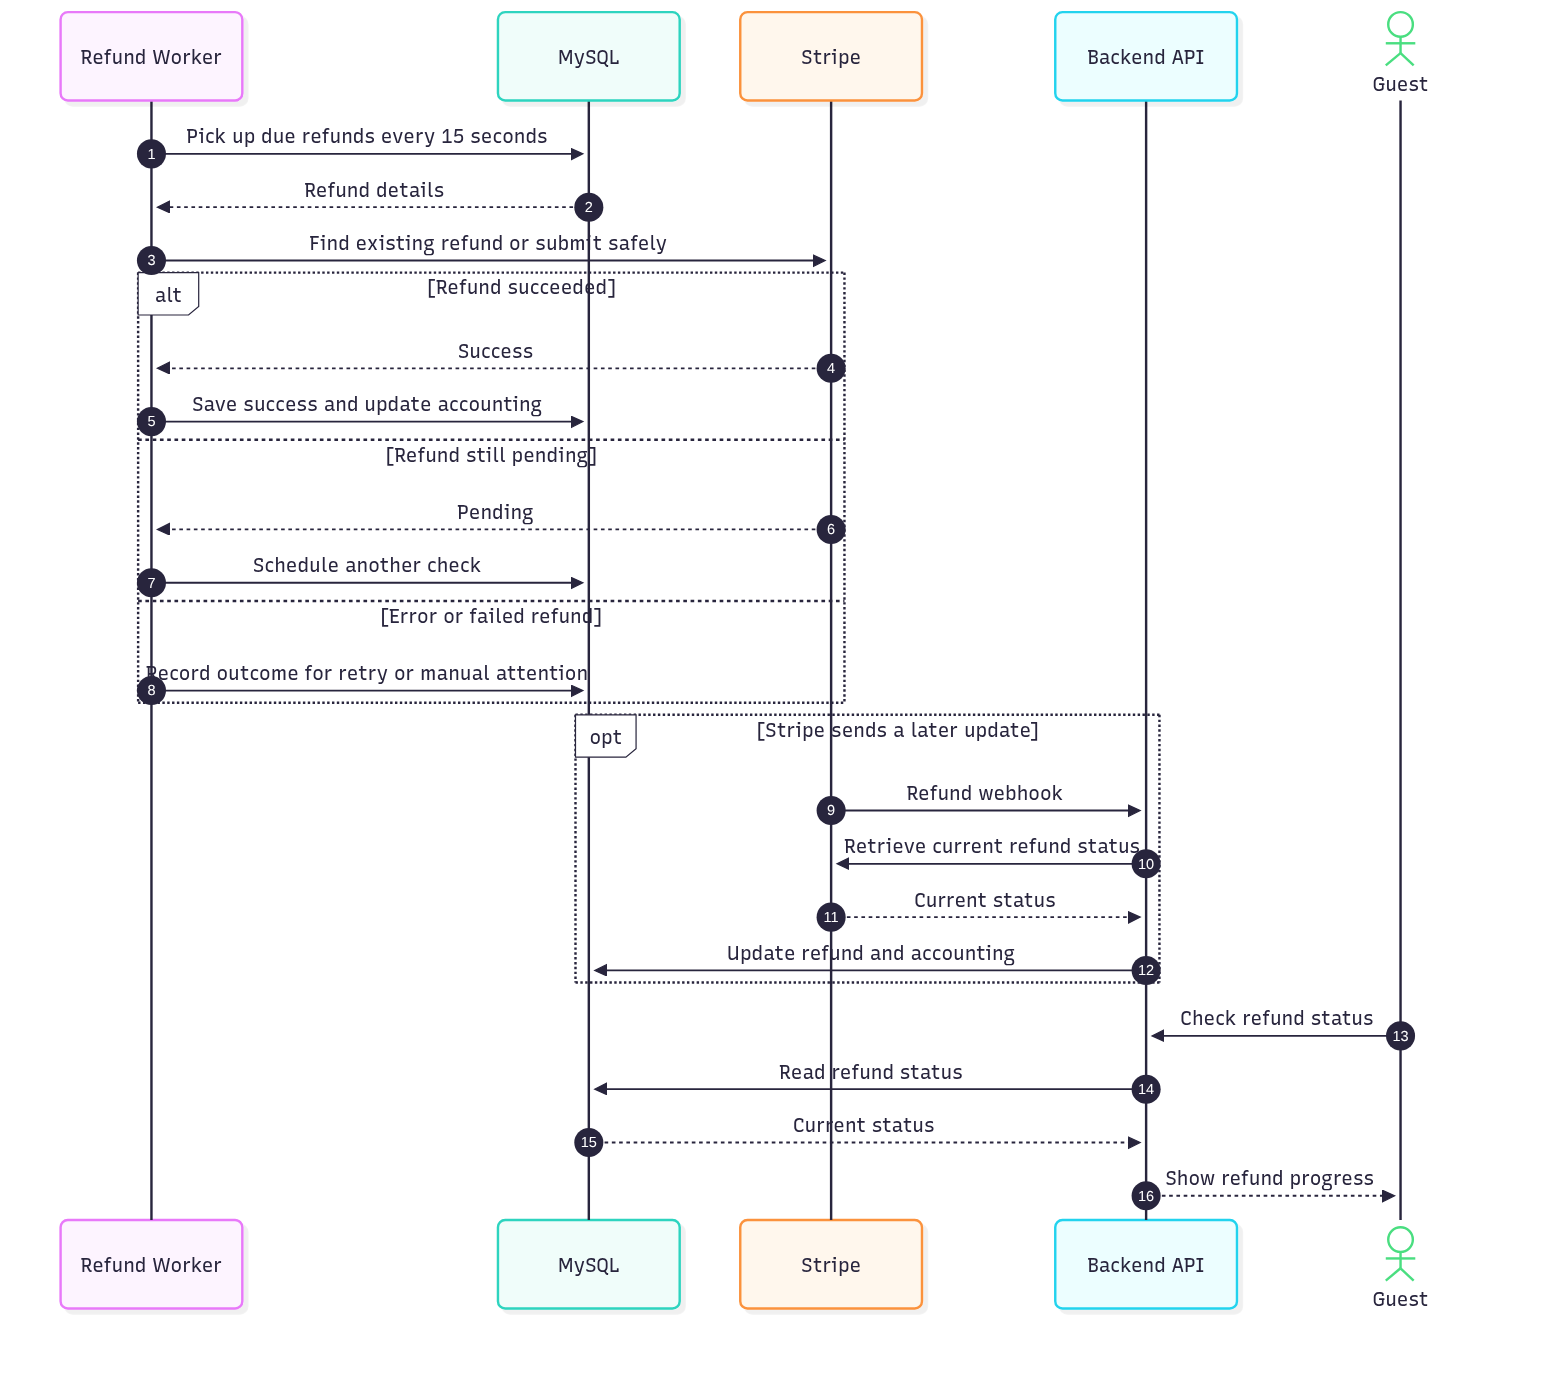 Refund Worker
MySQL
Stripe
Backend API
Guest
Pick up due refunds every 15 seconds
1
Refund details
2
Find existing refund or submit safely
3
alt
[Refund succeeded]
Success
4
Save success and update accounting
5
[Refund still pending]
Pending
6
Schedule another check
7
[Error or failed refund]
Record outcome for retry or manual attention
8
opt
[Stripe sends a later update]
Refund webhook
9
Retrieve current refund status
10
Current status
11
Update refund and accounting
12
Check refund status
13
Read refund status
14
Current status
15
Show refund progress
16
Refund Worker
MySQL
Stripe
Backend API
Guest